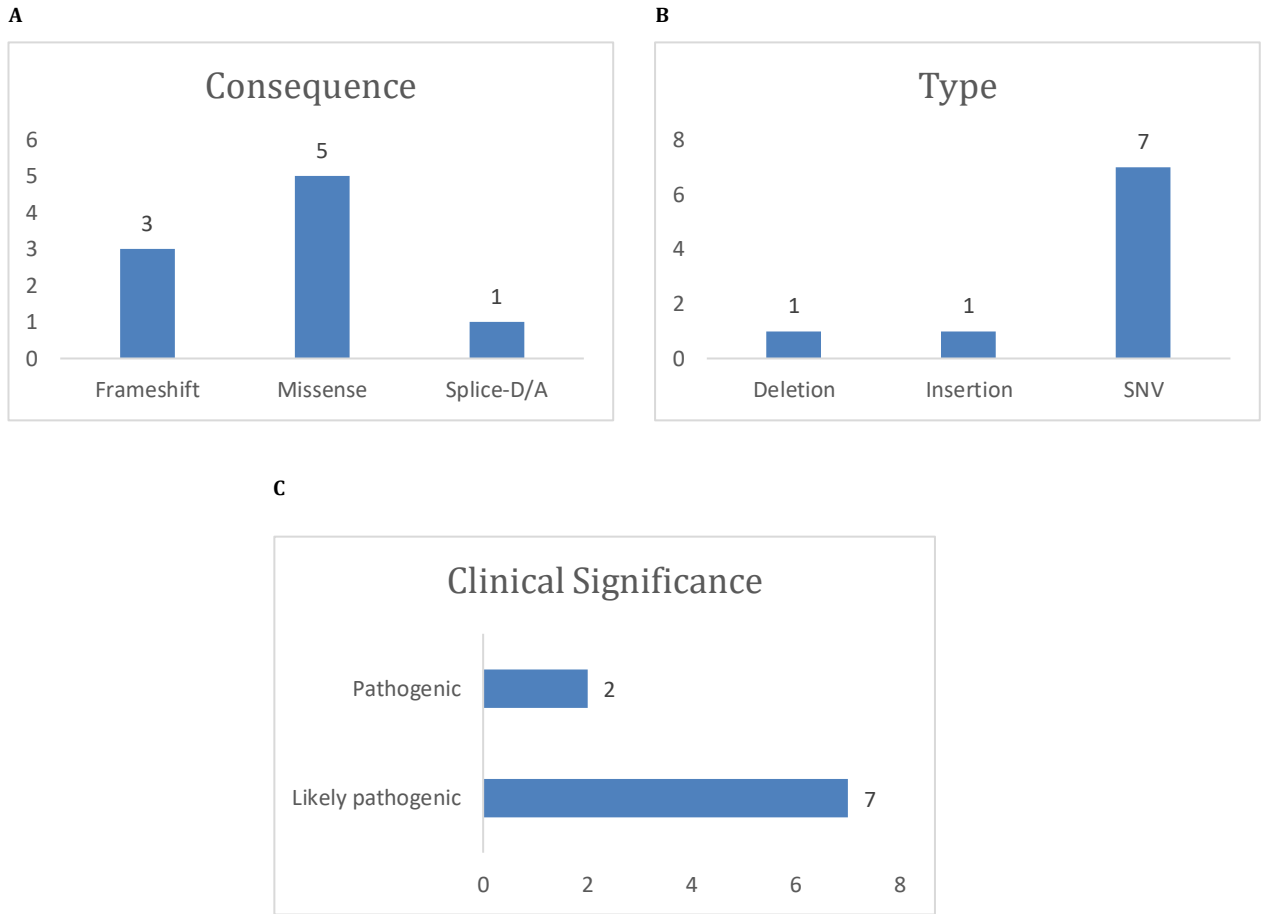 A
Consequence
6
5
4
3
2
1
0
3
5
1
Frameshift Missense Splice-D/A
B
Type
8
6
4
2
0
1
1
7
Deletion Insertion SNV
C
Clinical Significance
Pathogenic
2
Likely pathogenic
7
0 2 4 6 8